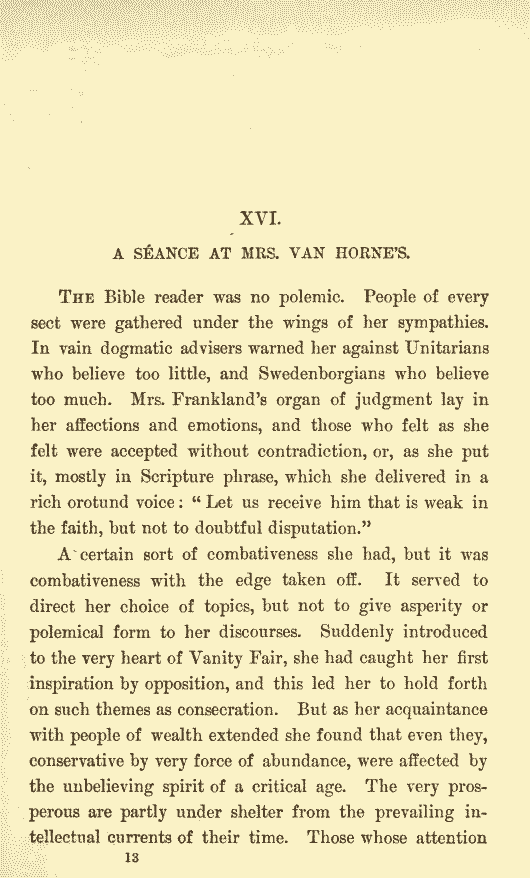 XVI.
A SÉANCE AT MRS. VAN HORNE'S.
THE Bible reader was no polemic. People of every
sect were gathered under the wings of her sympathies.
In vain dogmatic advisers warned her against Unitarians
who believe too little, and Swedenborgians who believe
too much. Mrs. Frankland's organ of judgment lay in
her affections and emotions, and those who felt as she
felt were accepted without contradiction, or, as she put
it, mostly in Scripture phrase, which she delivered in a
rich orotund voice: “Let us receive him that is weak in
the faith, but not to doubtful disputation.”
A certain sort of combativeness she had, but it was
combativeness with the edge taken off. It served to
direct her choice of topics, but not to give asperity or
polemical form to her discourses. Suddenly introduced
to the very heart of Vanity Fair, she had caught her first
inspiration by opposition, and this led her to hold forth
on such themes as consecration. But as her acquaintance
with people of wealth extended she found that even they,
conservative by very force of abundance, were affected by
the unbelieving spirit of a critical age. The very pros-
perous are partly under shelter from the prevailing in-
tellectual currents of their time. Those whose attention
13